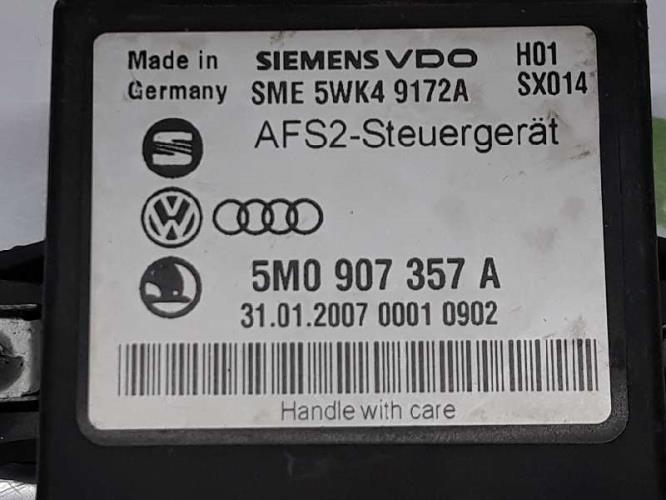 Made in Germany SIEMENS VDO H01
SME 5WK4 9172A SX014
AFS2-Steuergerät
5M0 907 357 A
31.01.2007 0001 0902
Handle with care